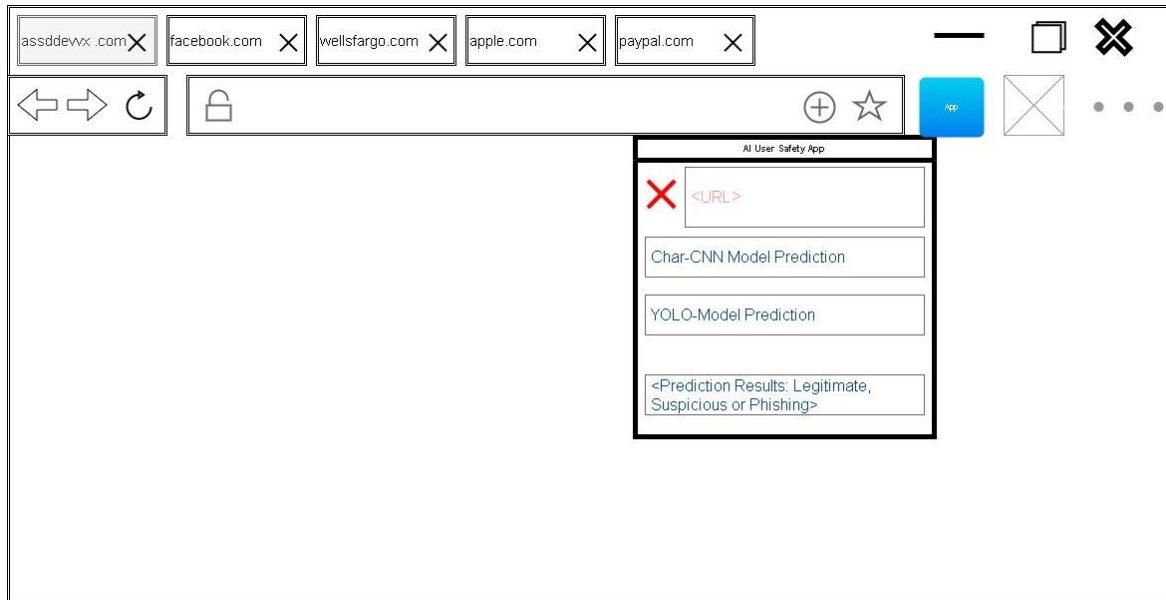 assddevvx .com
facebook.com
wellsfargo.com
apple.com
paypal.com
App
AI User Safety App
<URL>
Char-CNN Model Prediction
YOLO-Model Prediction
<Prediction Results: Legitimate,
Suspicious or Phishing>